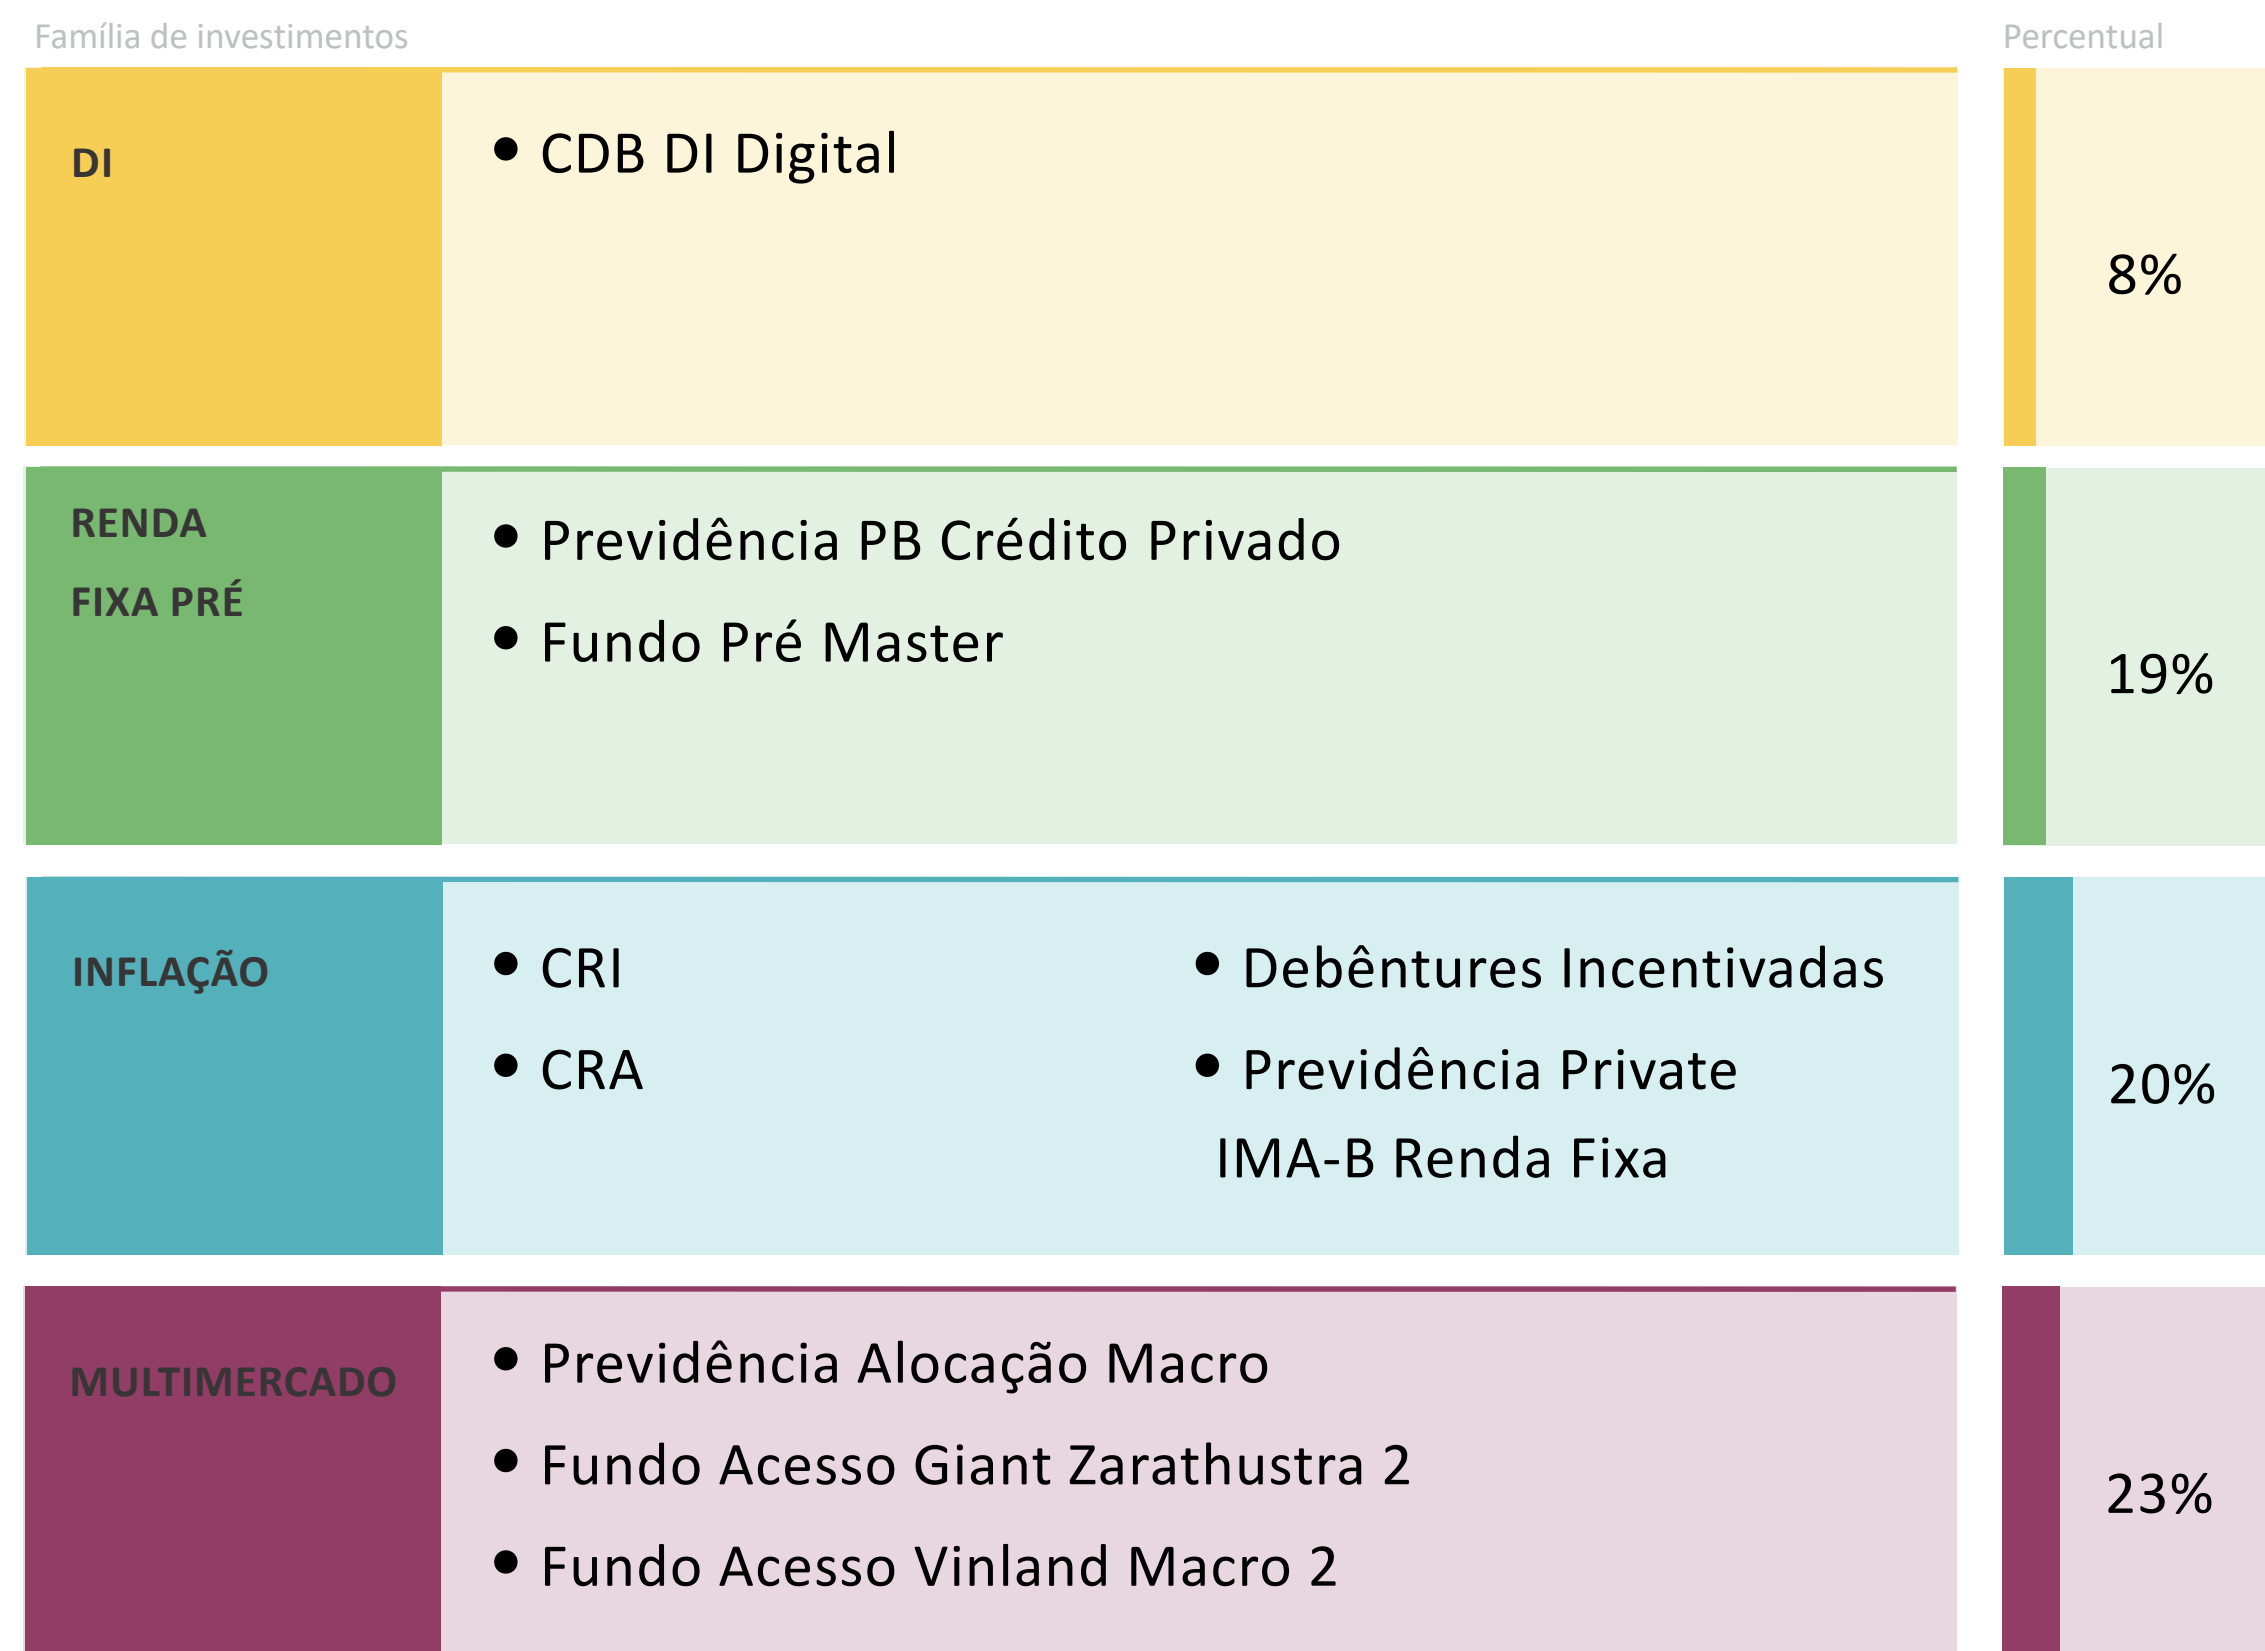 Família de investimentos
Percentual
DI
• CDB DI Digital
8%
RENDA
FIXA PRÉ
• Previdência PB Crédito Privado
• Fundo Pré Master
19%
INFLAÇÃO
• CRI
• CRA
• Debêntures Incentivadas
• Previdência Private
IMA-B Renda Fixa
20%
MULTIMERCADO
• Previdência Alocação Macro
• Fundo Acesso Giant Zarathustra 2
• Fundo Acesso Vinland Macro 2
23%